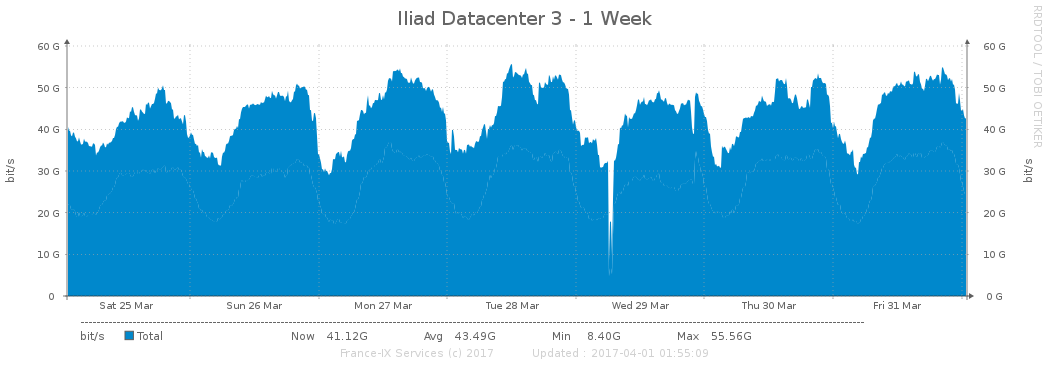 Iliad Datacenter 3 - 1 Week
RRDTOOL / TOBI OETIKER
60 G 60 G
50 G 50 G
40 G 40 G
30 G 30 G
20 G 20 G
10 G 10 G
0 0 G
bit/s bit/s
Sat 25 Mar Sun 26 Mar Mon 27 Mar Tue 28 Mar Wed 29 Mar Thu 30 Mar Fri 31 Mar
bit/s Total Now 41.12G Avg 43.49G Min 8.40G Max 55.56G
France-IX Services (c) 2017 Updated : 2017-04-01 01:55:09